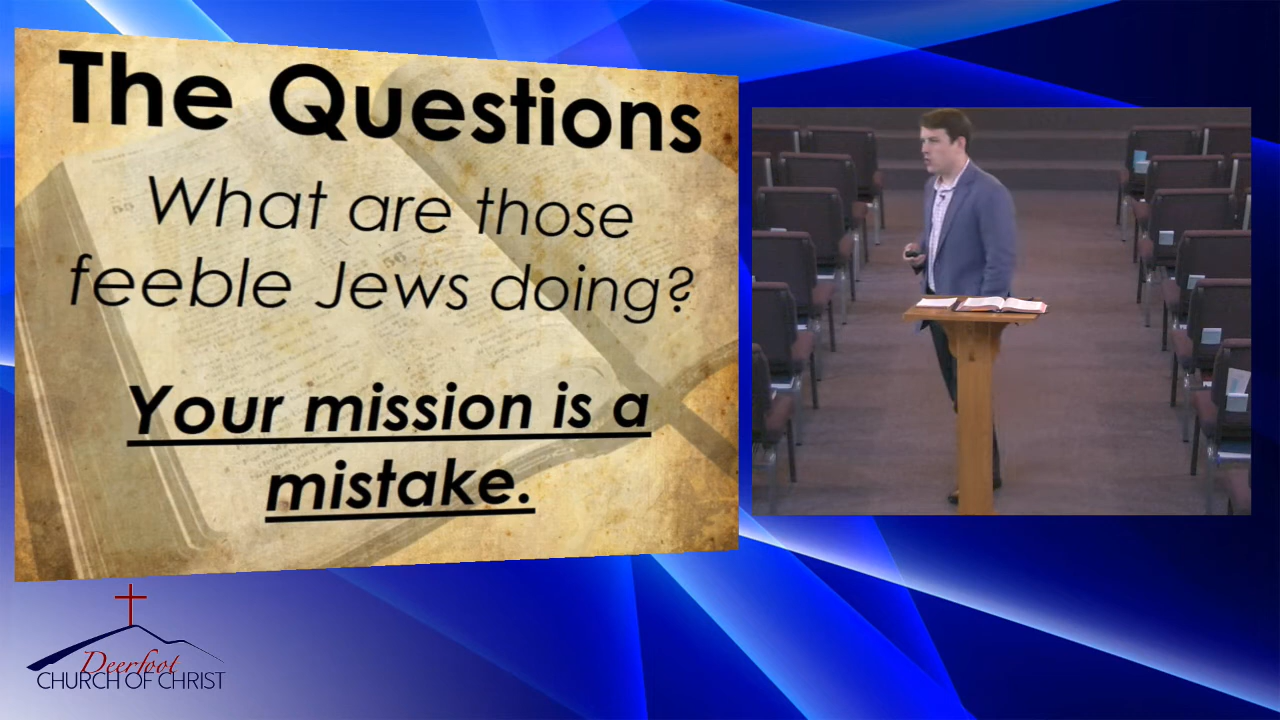 The Questions
What are those
feeble Jews doing?
Your mission is a
mistake.
Deerfoot
CHURCH OF CHRIST